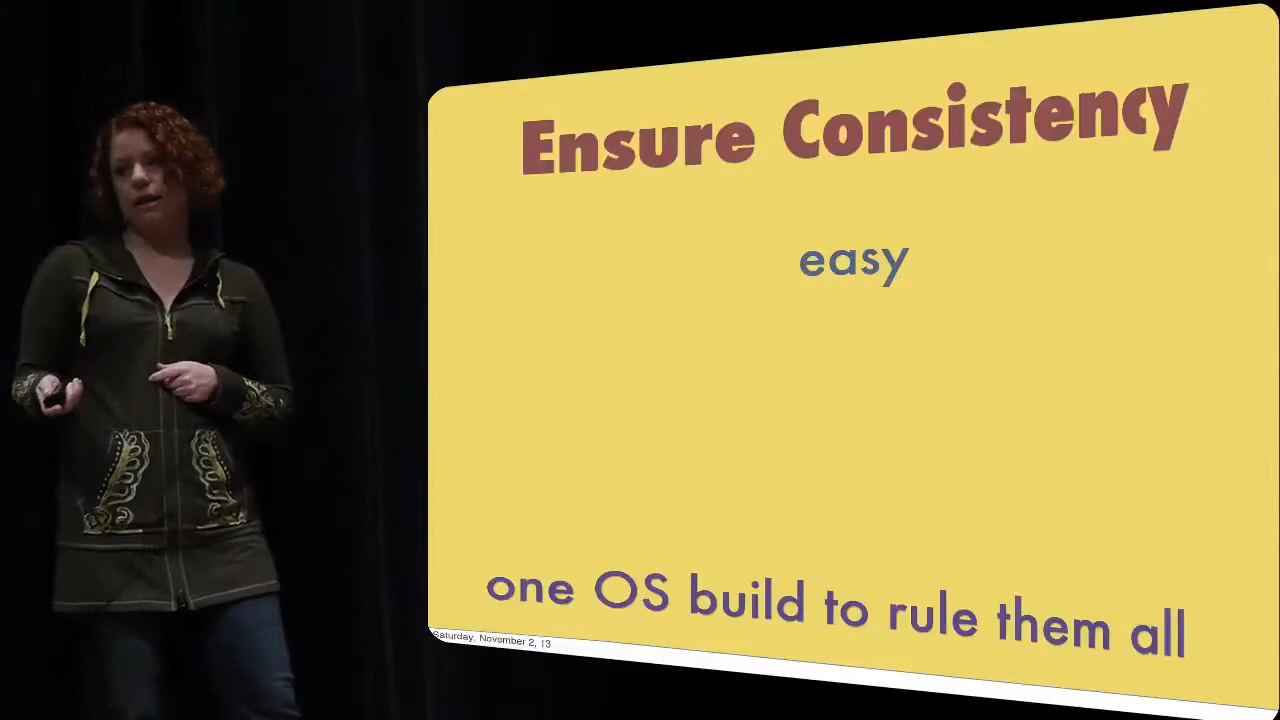 Ensure Consistency
easy
one OS build to rule them all
Saturday, November 2, 13